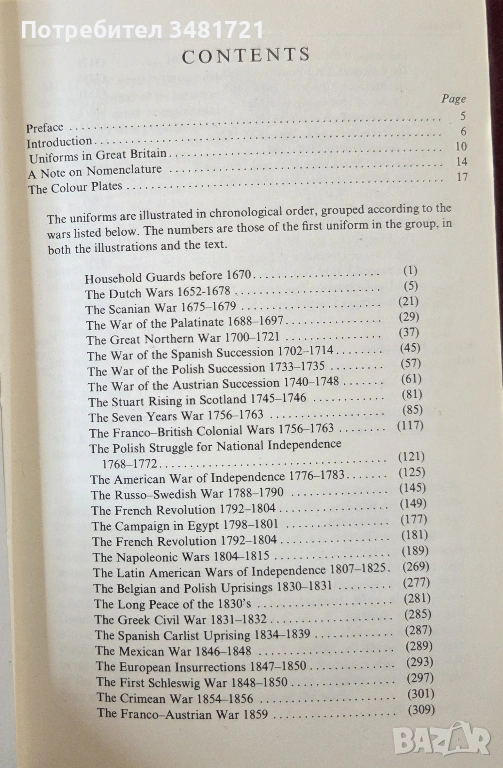 Потребител 3481721
CONTENTS
Page
Preface 5
Introduction 6
Uniforms in Great Britain 10
A Note on Nomenclature 14
The Colour Plates 17
The uniforms are illustrated in chronological order, grouped according to the
wars listed below. The numbers are those of the first uniform in the group, in
both the illustrations and the text.
Household Guards before 1670 (1)
The Dutch Wars 1652-1678 (5)
The Scanian War 1675–1679 (21)
The War of the Palatinate 1688–1697 (29)
The Great Northern War 1700–1721 (37)
The War of the Spanish Succession 1702–1714 (45)
The War of the Polish Succession 1733–1735 (57)
The War of the Austrian Succession 1740–1748 (61)
The Stuart Rising in Scotland 1745–1746 (81)
The Seven Years War 1756–1763 (85)
The Franco–British Colonial Wars 1756–1763 (117)
The Polish Struggle for National Independence
1768–1772 (121)
The American War of Independence 1776–1783 (125)
The Russo–Swedish War 1788–1790 (145)
The French Revolution 1792–1804 (149)
The Campaign in Egypt 1798–1801 (177)
The French Revolution 1792–1804 (181)
The Napoleonic Wars 1804–1815 (189)
The Latin American Wars of Independence 1807–1825 (269)
The Belgian and Polish Uprisings 1830–1831 (277)
The Long Peace of the 1830's (281)
The Greek Civil War 1831–1832 (285)
The Spanish Carlist Uprising 1834–1839 (287)
The Mexican War 1846–1848 (289)
The European Insurrections 1847–1850 (293)
The First Schleswig War 1848–1850 (297)
The Crimean War 1854–1856 (301)
The Franco–Austrian War 1859 (309)
BAZAR